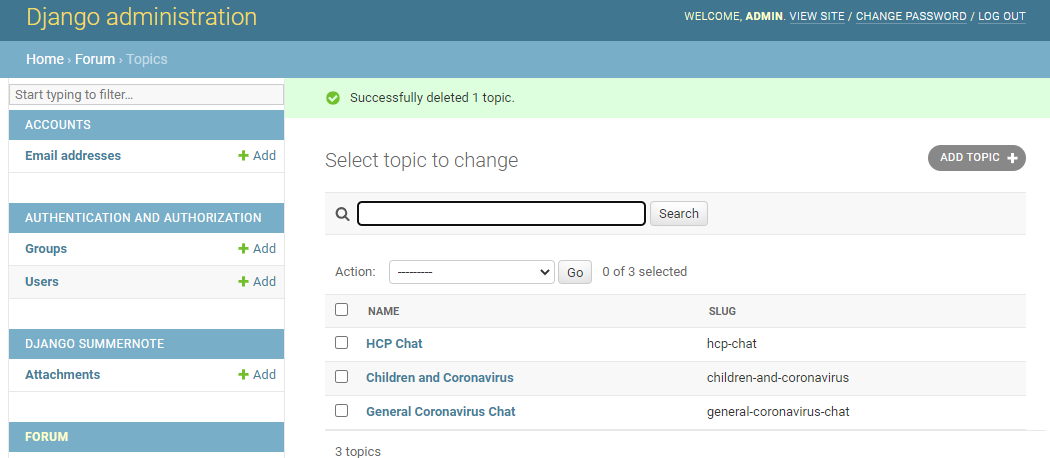 Django administration
WELCOME, ADMIN. VIEW SITE / CHANGE PASSWORD / LOG OUT
Home › Forum › Topics
Start typing to filter...
ACCOUNTS
Email addresses + Add
AUTHENTICATION AND AUTHORIZATION
Groups + Add
Users + Add
DJANGO SUMMERNOTE
Attachments + Add
FORUM
Successfully deleted 1 topic.
Select topic to change
ADD TOPIC +
Search
Action: --------- Go 0 of 3 selected
NAME SLUG
HCP Chat hcp-chat
Children and Coronavirus children-and-coronavirus
General Coronavirus Chat general-coronavirus-chat
3 topics